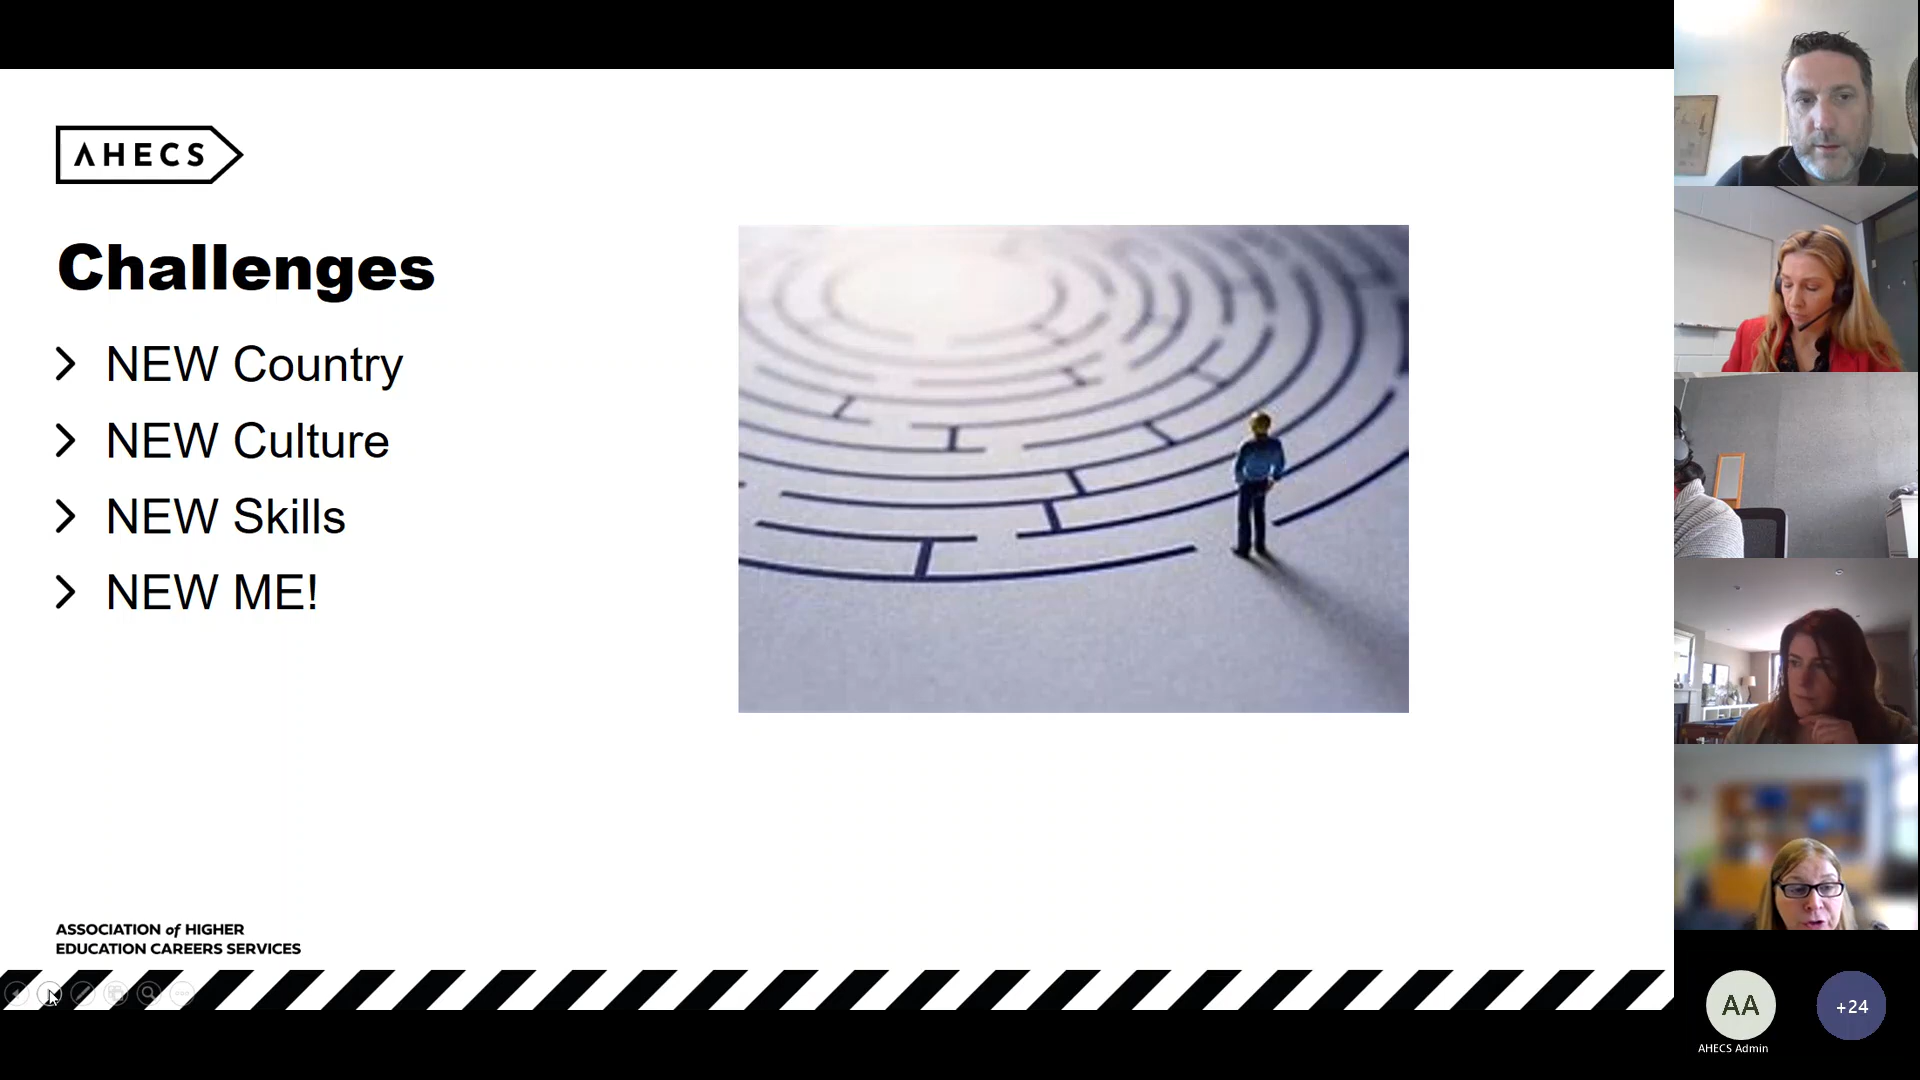 AHECS
Challenges
NEW Country
NEW Culture
NEW Skills
NEW ME!
ASSOCIATION of HIGHER
EDUCATION CAREERS SERVICES
AA
+24
AHECS Admin